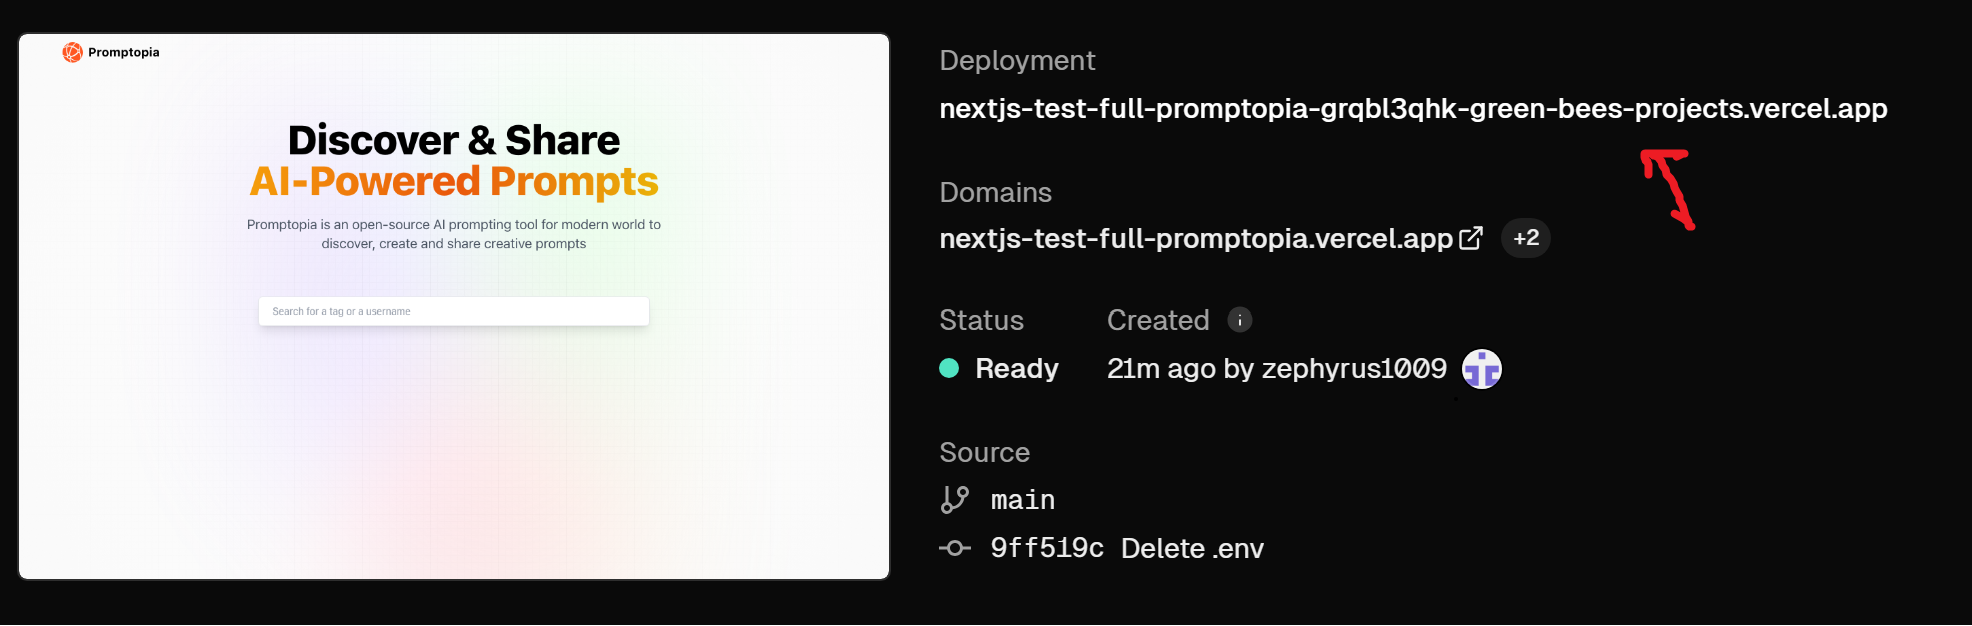 Promptopia
Discover & Share
AI-Powered Prompts
Promptopia is an open-source AI prompting tool for modern world to
discover, create and share creative prompts
Search for a tag or a username
Deployment
nextjs-test-full-promptopia-grqbl3qhk-green-bees-projects.vercel.app
Domains
nextjs-test-full-promptopia.vercel.app +2
Status Created
Ready 21m ago by zephyrus1009
Source
main
9ff519c Delete .env